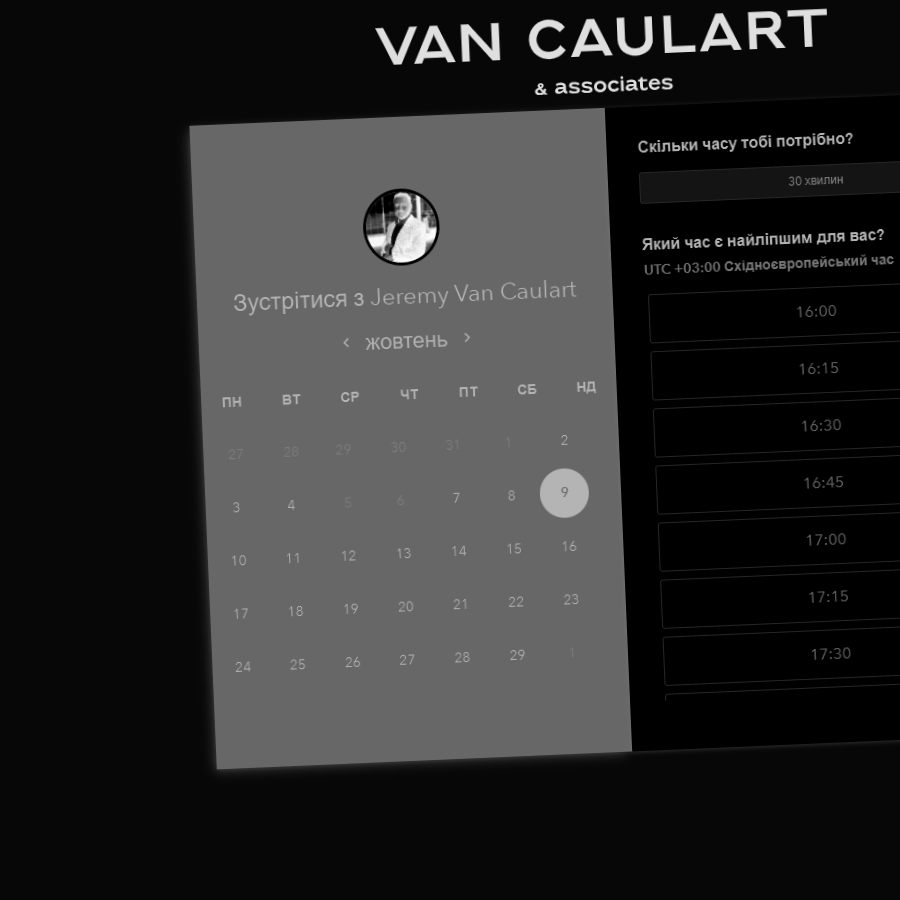 VAN CAULART
& associates
Зустрітися з Jeremy Van Caulart
жовтень
ПН ВТ СР ЧТ ПТ СБ НД
27 28 29 30 31 1 2
3 4 5 6 7 8 9
10 11 12 13 14 15 16
17 18 19 20 21 22 23
24 25 26 27 28 29 1
Скільки часу тобі потрібно?
30 хвилин
Який час є найліпшим для вас?
UTC +03:00 Східноєвропейський час
16:00
16:15
16:30
16:45
17:00
17:15
17:30